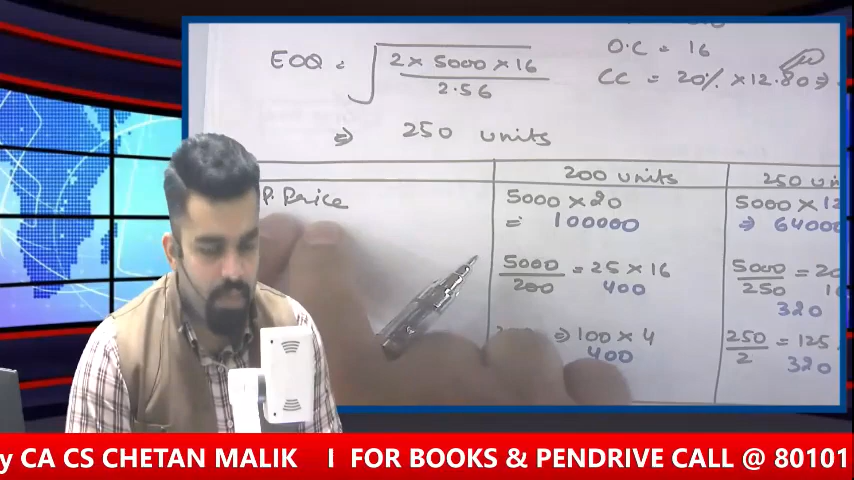 O.C = 16
EOQ = √ 2 × 5000 × 16
2.56
CC = 20% × 12.80 ⇒
⇒ 250 units
200 units
250 uni
P. Price
5000 × 20
5000 × 12
= 100000
⇒ 64000
5000 = 25 × 16
200
400
5000 = 20
250
320
⇒ 100 × 4
400
250 = 125
2
320
y CA CS CHETAN MALIK I FOR BOOKS & PENDRIVE CALL @ 80101